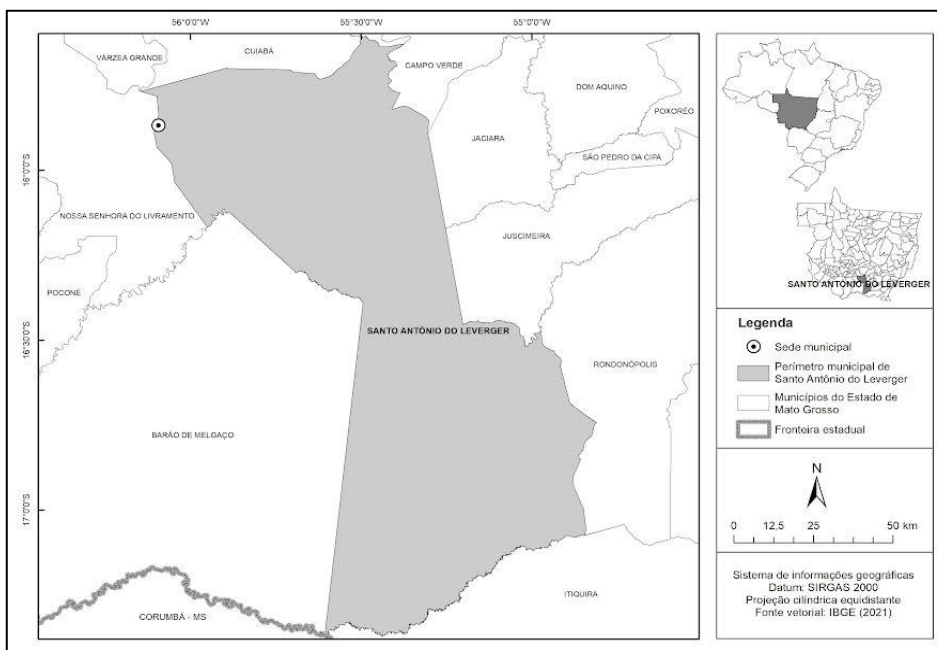 56°0'0"W
55°30'0"W
55°0'0"W
16°0'0"S
16°30'0"S
17°0'0"S
VÁRZEA GRANDE
CUIABÁ
CAMPO VERDE
DOM AQUINO
POXORÉO
JACIARA
SÃO PEDRO DA CIPA
NOSSA SENHORA DO LIVRAMENTO
JUSCIMEIRA
POCONÉ
SANTO ANTÔNIO DO LEVERGER
RONDONÓPOLIS
BARÃO DE MELGAÇO
ITIQUIRA
CORUMBÁ - MS
SANTO ANTÔNIO DO LEVERGER
Legenda
Sede municipal
Perímetro municipal de
Santo Antônio do Leverger
Municípios do Estado de
Mato Grosso
Fronteira estadual
N
0 12,5 25 50 km
Sistema de informações geográficas
Datum: SIRGAS 2000
Projeção cilíndrica equidistante
Fonte vetorial: IBGE (2021)